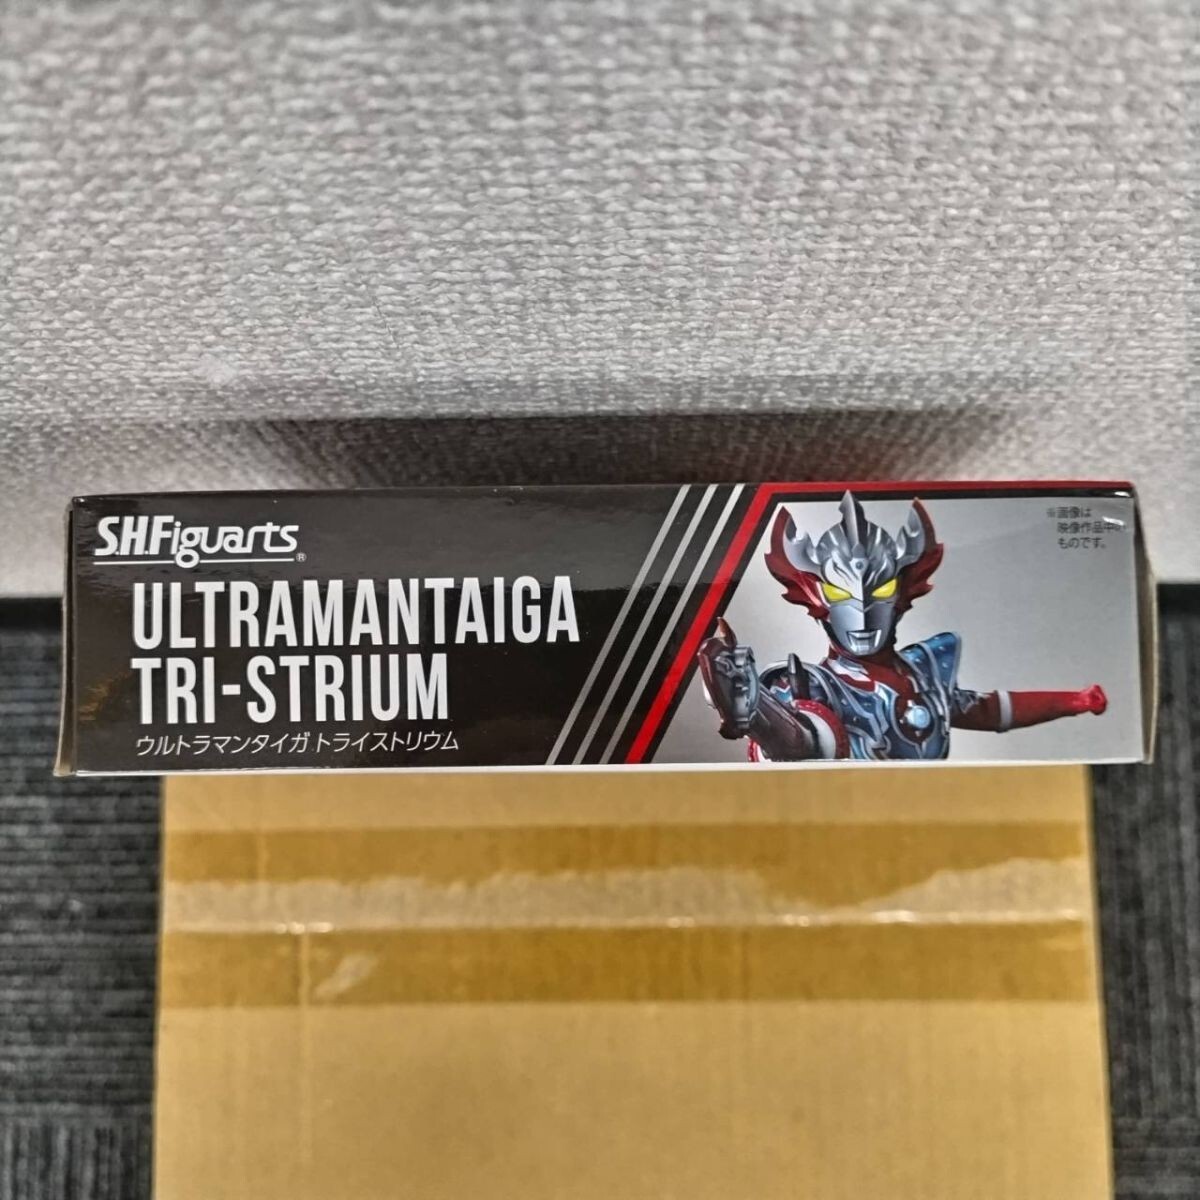 S.H.Figuarts®
ULTRAMANTAIGA
TRI-STRIUM
ウルトラマンタイガ トライストリウム
※画像は
映像作品中の
ものです。